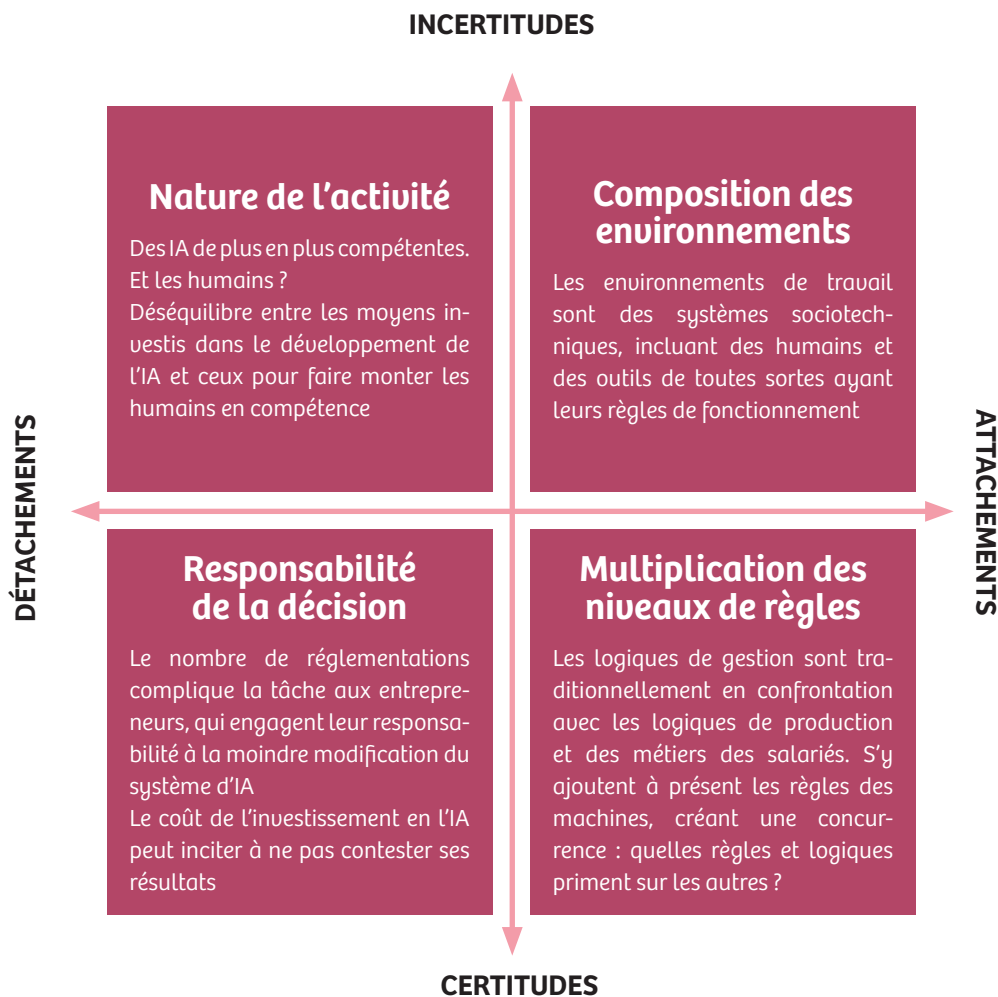 INCERTITUDES
Nature de l'activité
Des IA de plus en plus compétentes.
Et les humains ?
Déséquilibre entre les moyens in-
vestis dans le développement de
l'IA et ceux pour faire monter les
humains en compétence
Composition des
environnements
Les environnements de travail
sont des systèmes sociotech-
niques, incluant des humains et
des outils de toutes sortes ayant
leurs règles de fonctionnement
DÉTACHEMENTS
ATTACHEMENTS
Responsabilité
de la décision
Le nombre de réglementations
complique la tâche aux entrepre-
neurs, qui engagent leur responsa-
bilité à la moindre modification du
système d'IA
Le coût de l'investissement en l'IA
peut inciter à ne pas contester ses
résultats
Multiplication des
niveaux de règles
Les logiques de gestion sont tra-
ditionnellement en confrontation
avec les logiques de production
et des métiers des salariés. S'y
ajoutent à présent les règles des
machines, créant une concur-
rence : quelles règles et logiques
priment sur les autres ?
CERTITUDES